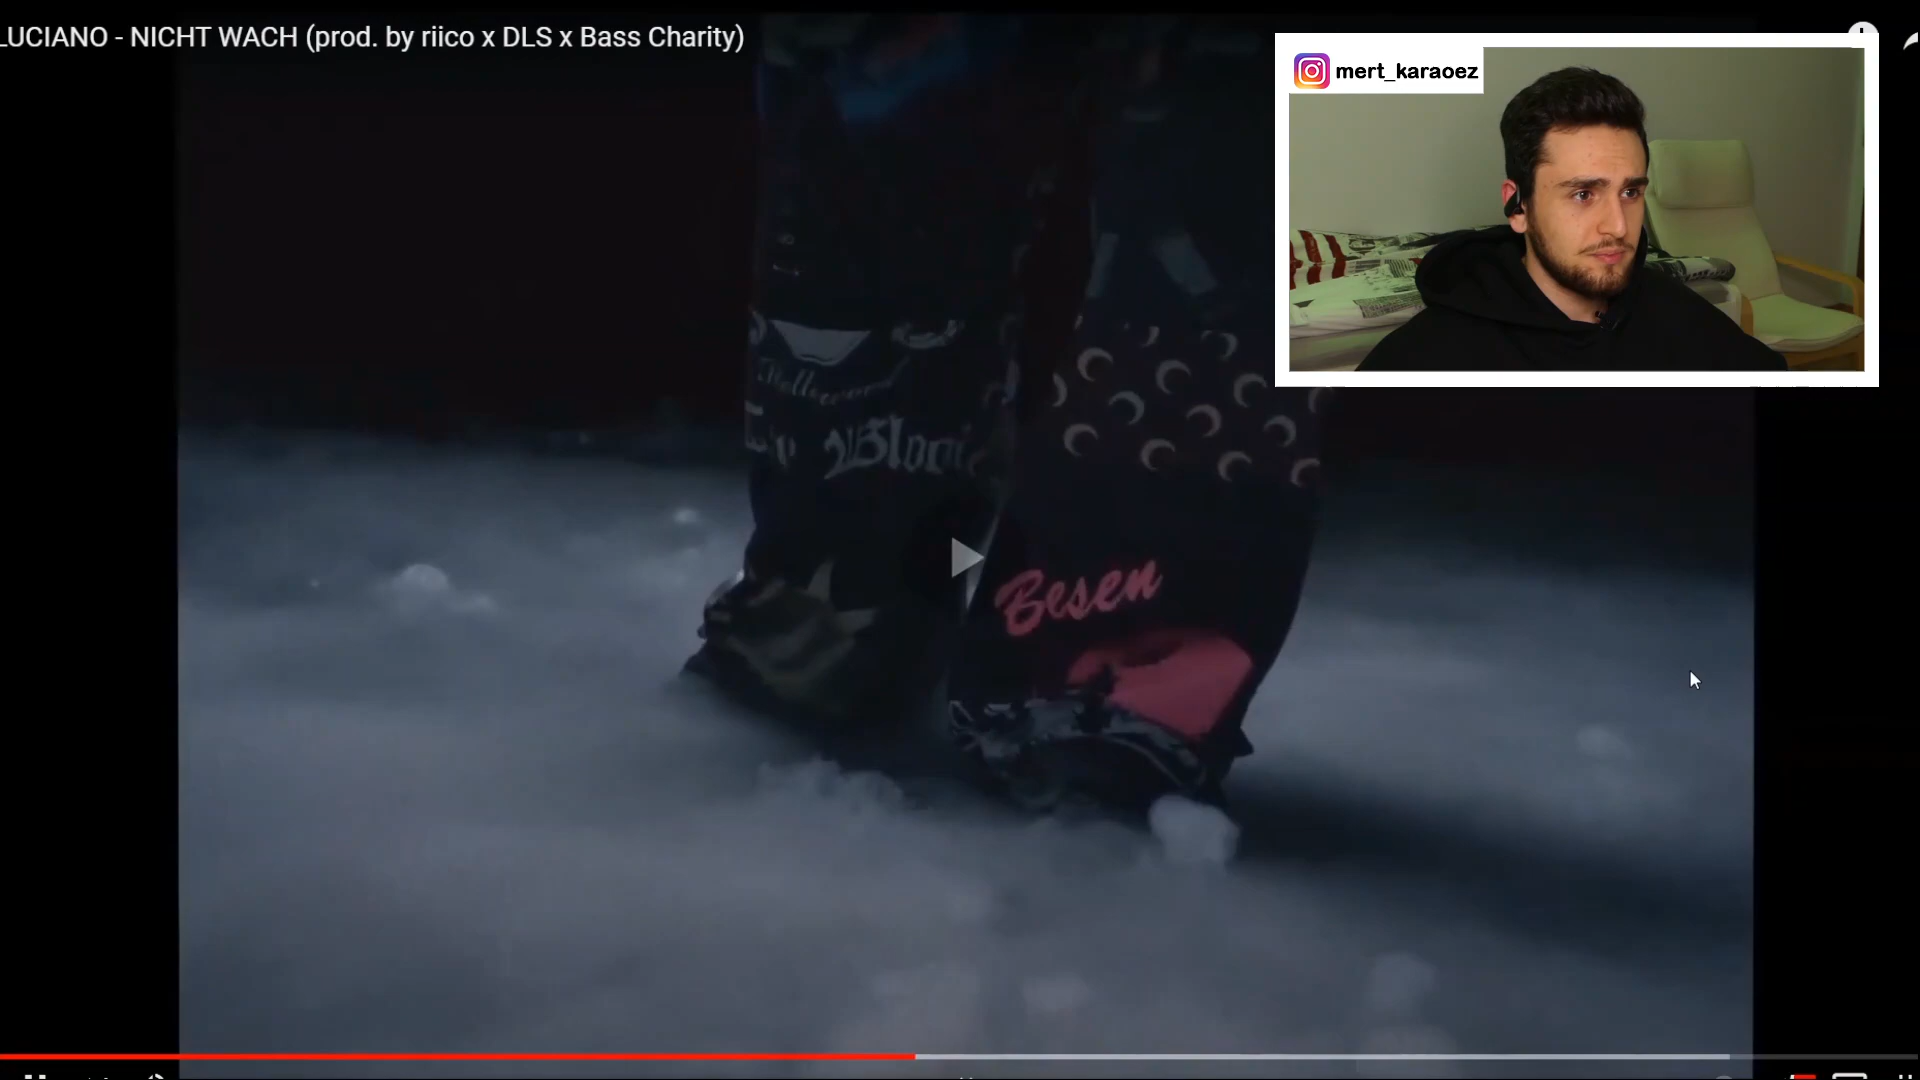 LUCIANO - NICHT WACH (prod. by riico x DLS x Bass Charity)
mert_karaoez
Besen